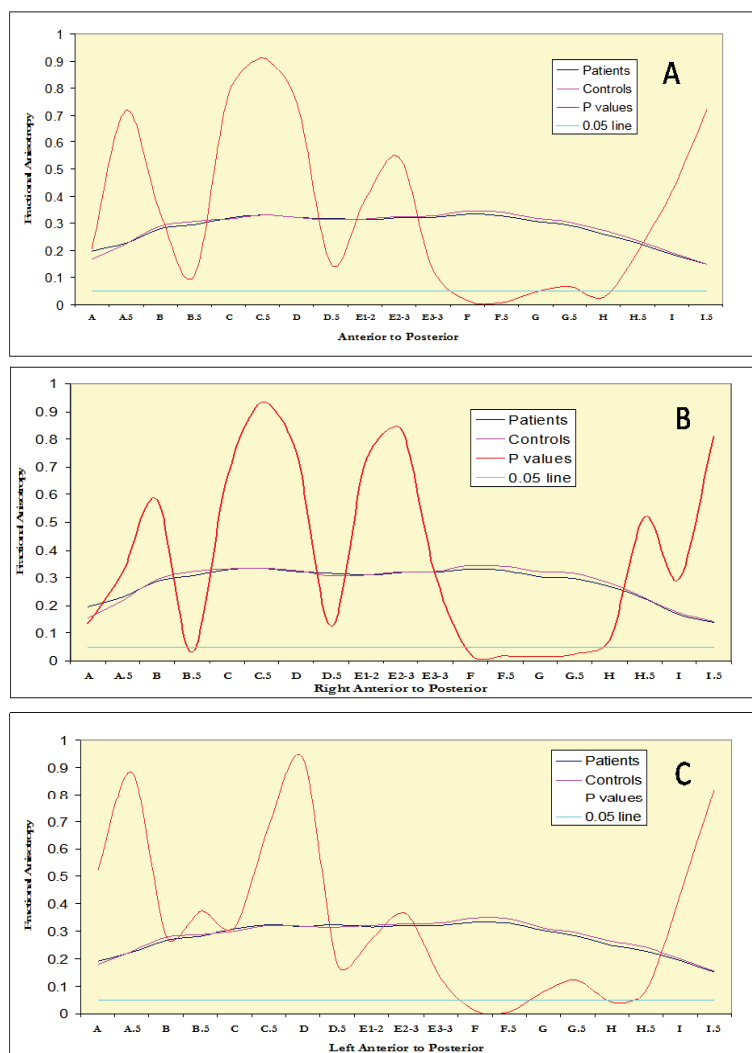 1
0.9
0.8
0.7
0.6
0.5
0.4
0.3
0.2
0.1
0
Fractional Anisotropy
Patients
Controls
P values
0.05 line
A
A A.5 B B.5 C C.5 D D.5 E1-2 E2-3 E3-3 F F.5 G G.5 H H.5 I I.5
Anterior to Posterior
1
0.9
0.8
0.7
0.6
0.5
0.4
0.3
0.2
0.1
0
Fractional Anisotropy
Patients
Controls
P values
0.05 line
B
A A.5 B B.5 C C.5 D D.5 E1-2 E2-3 E3-3 F F.5 G G.5 H H.5 I I.5
Right Anterior to Posterior
1
0.9
0.8
0.7
0.6
0.5
0.4
0.3
0.2
0.1
0
Fractional Anisotropy
Patients
Controls
P values
0.05 line
C
A A.5 B B.5 C C.5 D D.5 E1-2 E2-3 E3-3 F F.5 G G.5 H H.5 I I.5
Left Anterior to Posterior